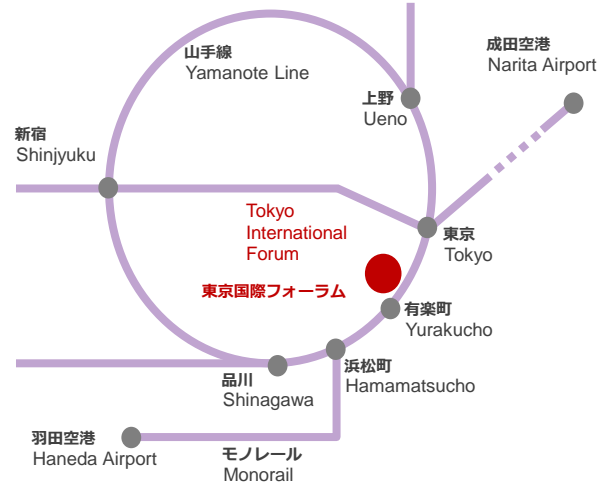 山手線
Yamanote Line
成田空港
Narita Airport
上野
Ueno
新宿
Shinjyuku
Tokyo
International
Forum
東京国際フォーラム
東京
Tokyo
有楽町
Yurakucho
浜松町
Hamamatsucho
品川
Shinagawa
羽田空港
Haneda Airport
モノレール
Monorail